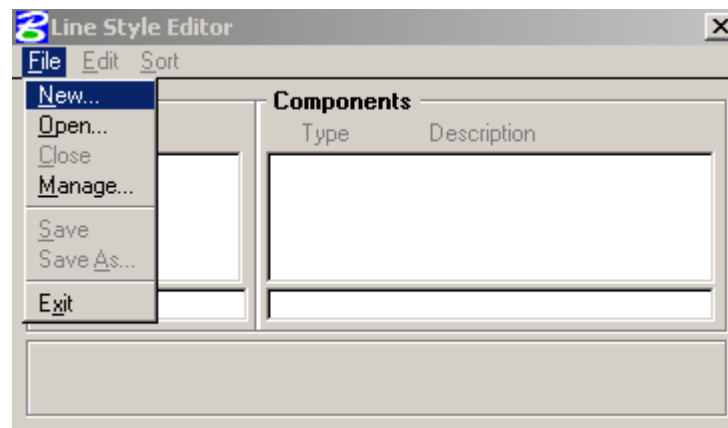 Line Style Editor
File Edit Sort
New...
Open...
Close
Manage...
Save
Save As...
Exit
Components
Type Description